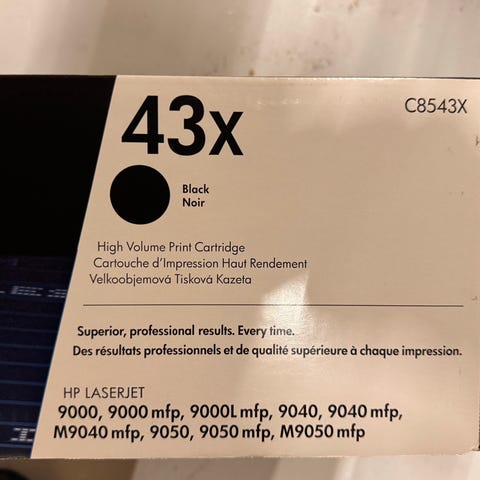 43X
C8543X
Black
Noir
High Volume Print Cartridge
Cartouche d'Impression Haut Rendement
Velkoobjemová Tisková Kazeta
Superior, professional results. Every time.
Des résultats professionnels et de qualité supérieure à chaque impression.
HP LASERJET
9000, 9000 mfp, 9000L mfp, 9040, 9040 mfp,
M9040 mfp, 9050, 9050 mfp, M9050 mfp